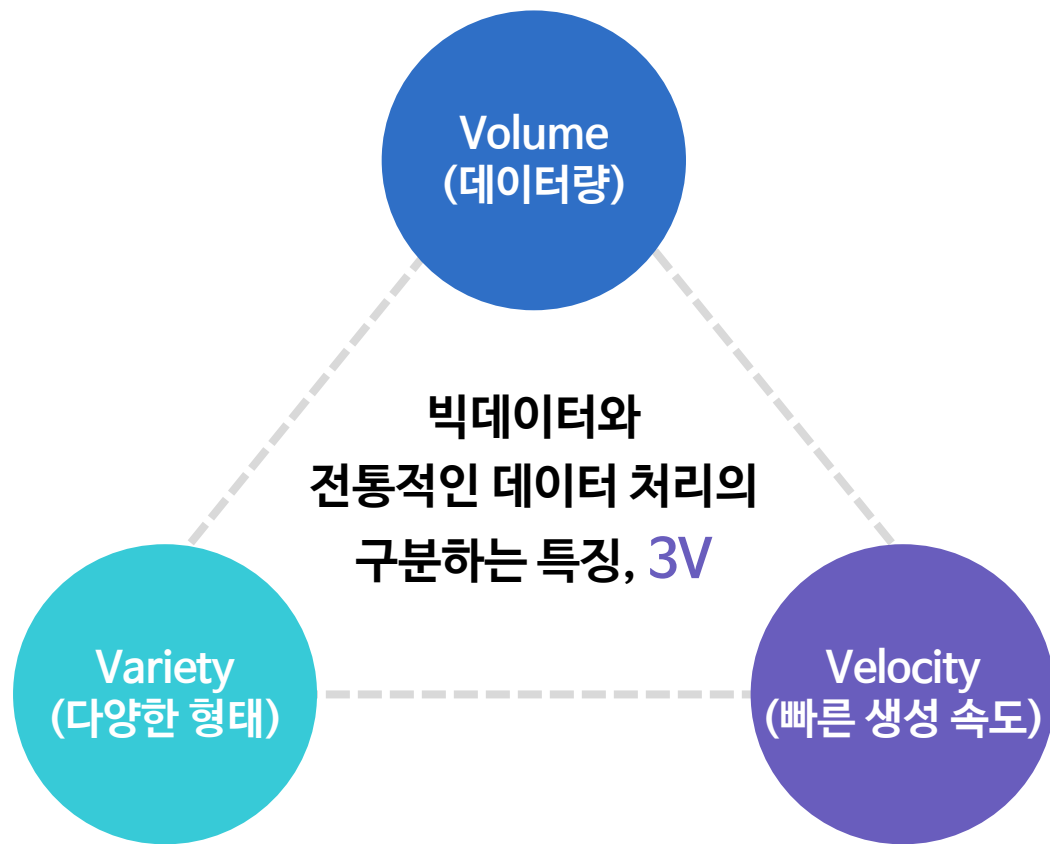 Volume
(데이터량)
빅데이터와
전통적인 데이터 처리의
구분하는 특징, 3V
Variety
(다양한 형태)
Velocity
(빠른 생성 속도)